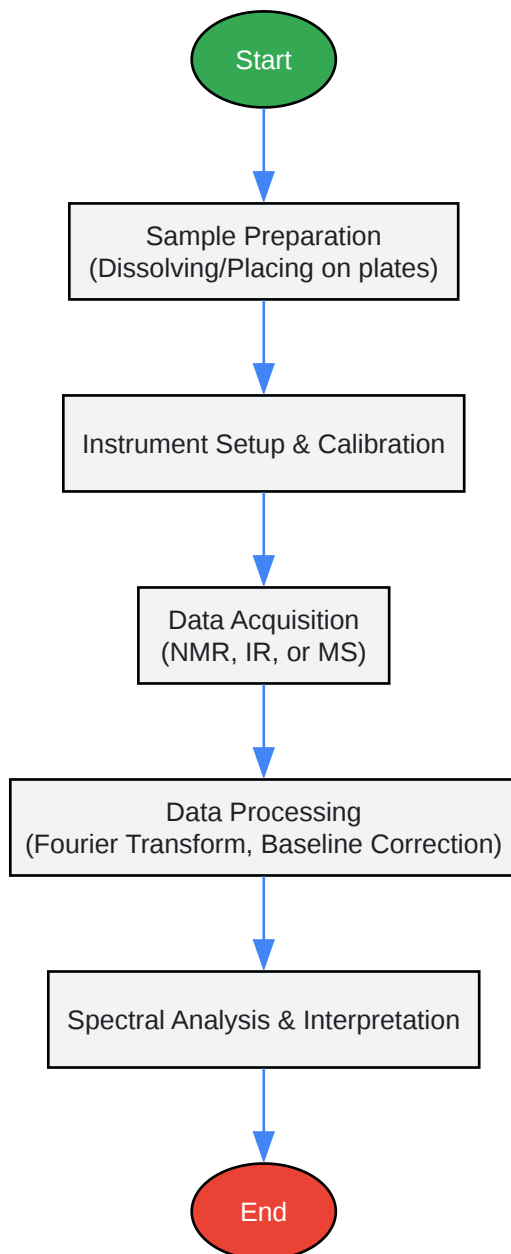 Start
Sample Preparation
(Dissolving/Placing on plates)
Instrument Setup & Calibration
Data Acquisition
(NMR, IR, or MS)
Data Processing
(Fourier Transform, Baseline Correction)
Spectral Analysis & Interpretation
End